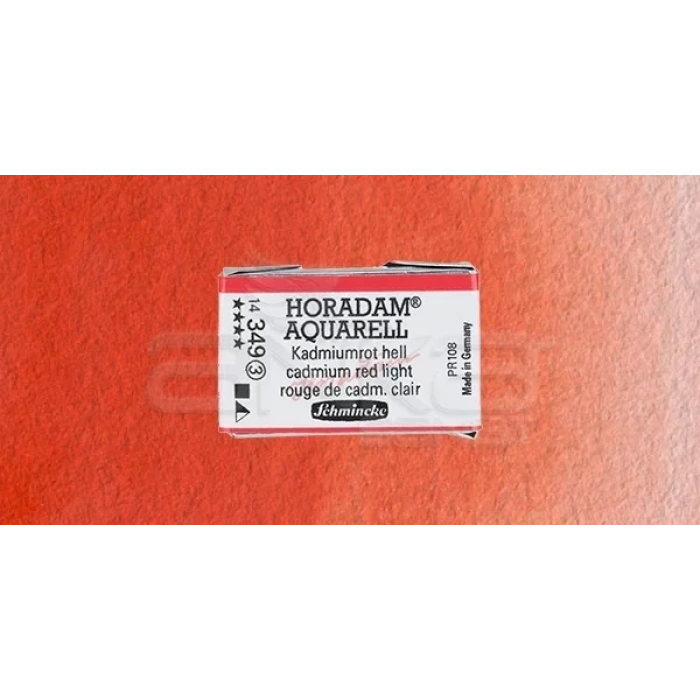 HORADAM®
AQUARELL
Kadmiumrot hell
cadmium red light
rouge de cadm. clair
Schmincke
14 349 3
★★★★
PR108
Made in Germany